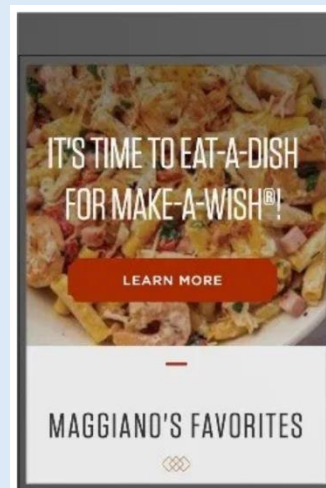 IT'S TIME TO EAT-A-DISH
FOR MAKE-A-WISH®!
LEARN MORE
MAGGIANO'S FAVORITES